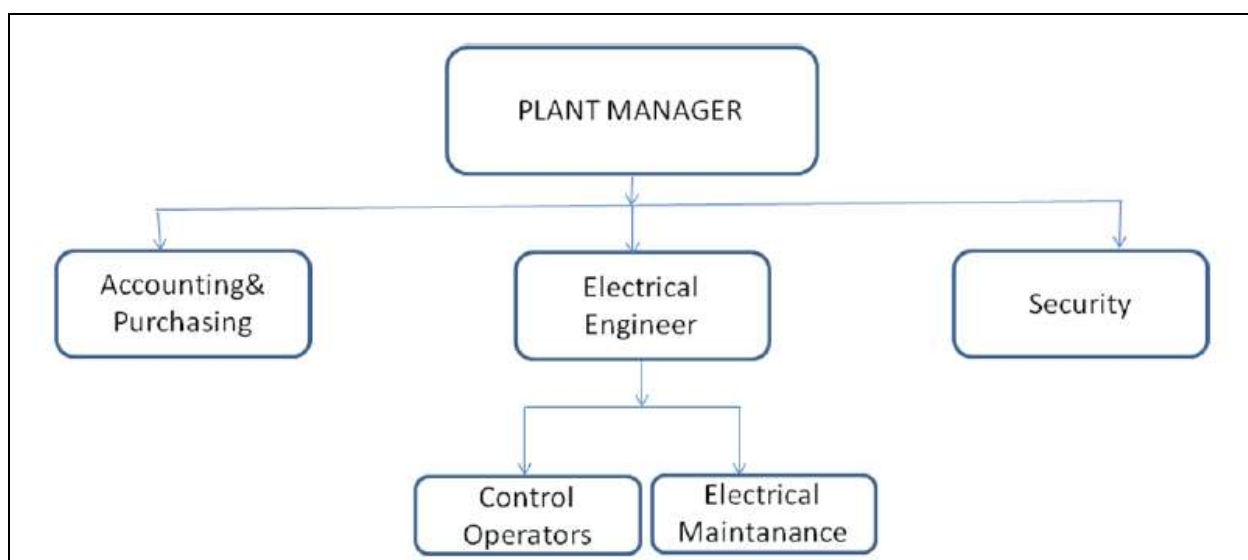 PLANT MANAGER
Accounting&
Purchasing
Electrical
Engineer
Security
Control
Operators
Electrical
Maintanance